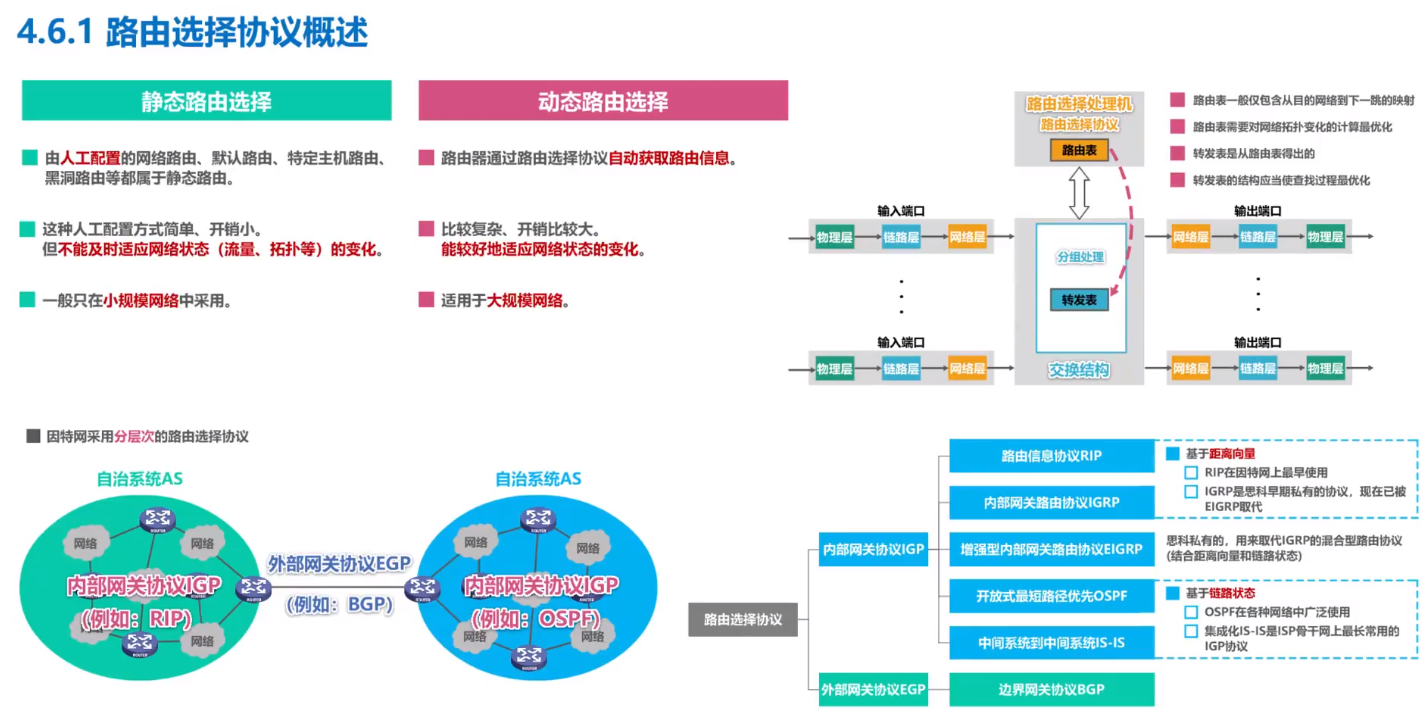 4.6.1 路由选择协议概述
静态路由选择
由人工配置的网络路由、默认路由、特定主机路由、
黑洞路由等都属于静态路由。
这种人工配置方式简单、开销小。
但不能及时适应网络状态（流量、拓扑等）的变化。
一般只在小规模网络中采用。
动态路由选择
路由器通过路由选择协议自动获取路由信息。
比较复杂、开销比较大。
能较好地适应网络状态的变化。
适用于大规模网络。
路由选择处理机
路由选择协议
路由表
路由表一般仅包含从目的网络到下一跳的映射
路由表需要对网络拓扑变化的计算最优化
转发表是从路由表得出的
转发表的结构应当使查找过程最优化
输入端口
物理层
链路层
网络层
分组处理
转发表
交换结构
输出端口
网络层
链路层
物理层
输入端口
物理层
链路层
网络层
输出端口
网络层
链路层
物理层
因特网采用分层次的路由选择协议
自治系统AS
ROUTER
网络
网络
内部网关协议IGP
(例如：RIP)
网络
网络
ROUTER
ROUTER
外部网关协议EGP
(例如：BGP)
自治系统AS
ROUTER
网络
网络
ROUTER
内部网关协议IGP
(例如：OSPF)
网络
网络
ROUTER
路由选择协议
内部网关协议IGP
路由信息协议RIP
内部网关路由协议IGRP
基于距离向量
RIP在因特网上最早使用
IGRP是思科早期私有的协议，现在已被
EIGRP取代
增强型内部网关路由协议EIGRP
思科私有的，用来取代IGRP的混合型路由协议
(结合距离向量和链路状态)
开放式最短路径优先OSPF
中间系统到中间系统IS-IS
基于链路状态
OSPF在各种网络中广泛使用
集成化IS-IS是ISP骨干网上最长常用的
IGP协议
外部网关协议EGP
边界网关协议BGP